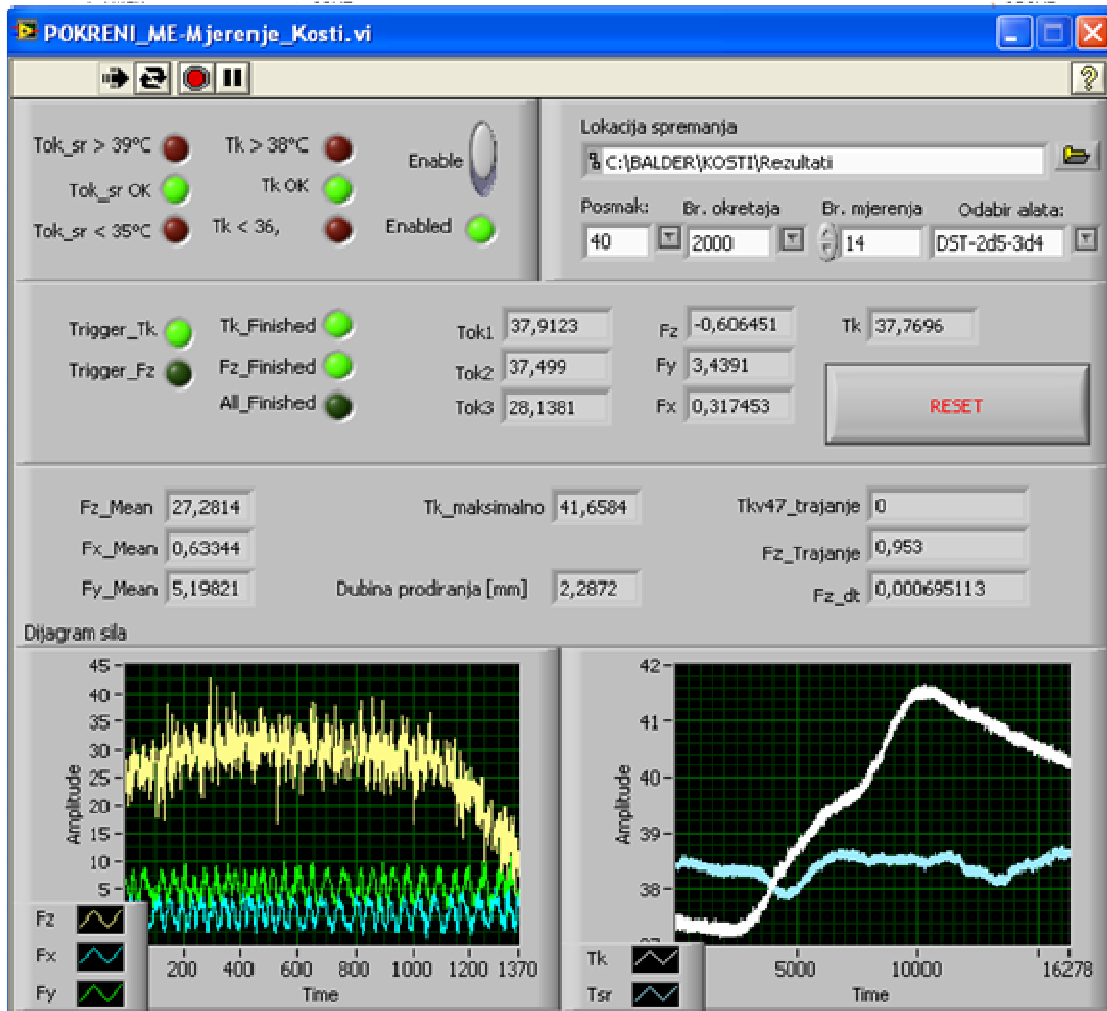 POKRENI_ME-Mjerenje_Kosti.vi
?
Tok_sr > 39°C Tk > 38°C Enable
Tok_sr OK Tk OK
Tok_sr < 35°C Tk < 36, Enabled
Lokacija spremanja
C:\BALDER\KOSTI\Rezultati
Posmak: Br. okretaja Br. mjerenja Odabir alata:
40 2000 14 DST-2d5-3d4
Trigger_Tk Tk_Finished
Trigger_Fz Fz_Finished
All_Finished
Tok1 37,9123 Fz -0,606451 Tk 37,7696
Tok2 37,499 Fy 3,4391
Tok3 28,1381 Fx 0,317453
RESET
Fz_Mean 27,2814 Tk_maksimalno 41,6584 Tkv47_trajanje 0
Fx_Mean 0,63344 Fz_Trajanje 0,953
Fy_Mean 5,19821 Dubina prodiranja [mm] 2,2872 Fz_dt 0,000695113
Dijagram sila
45
40
35
30
25
20
15
10
5
Amplitude
200 400 600 800 1000 1200 1370
Time
Fz
Fx
Fy
42
41
40
39
38
Amplitude
5000 10000 16278
Time
Tk
Tsr